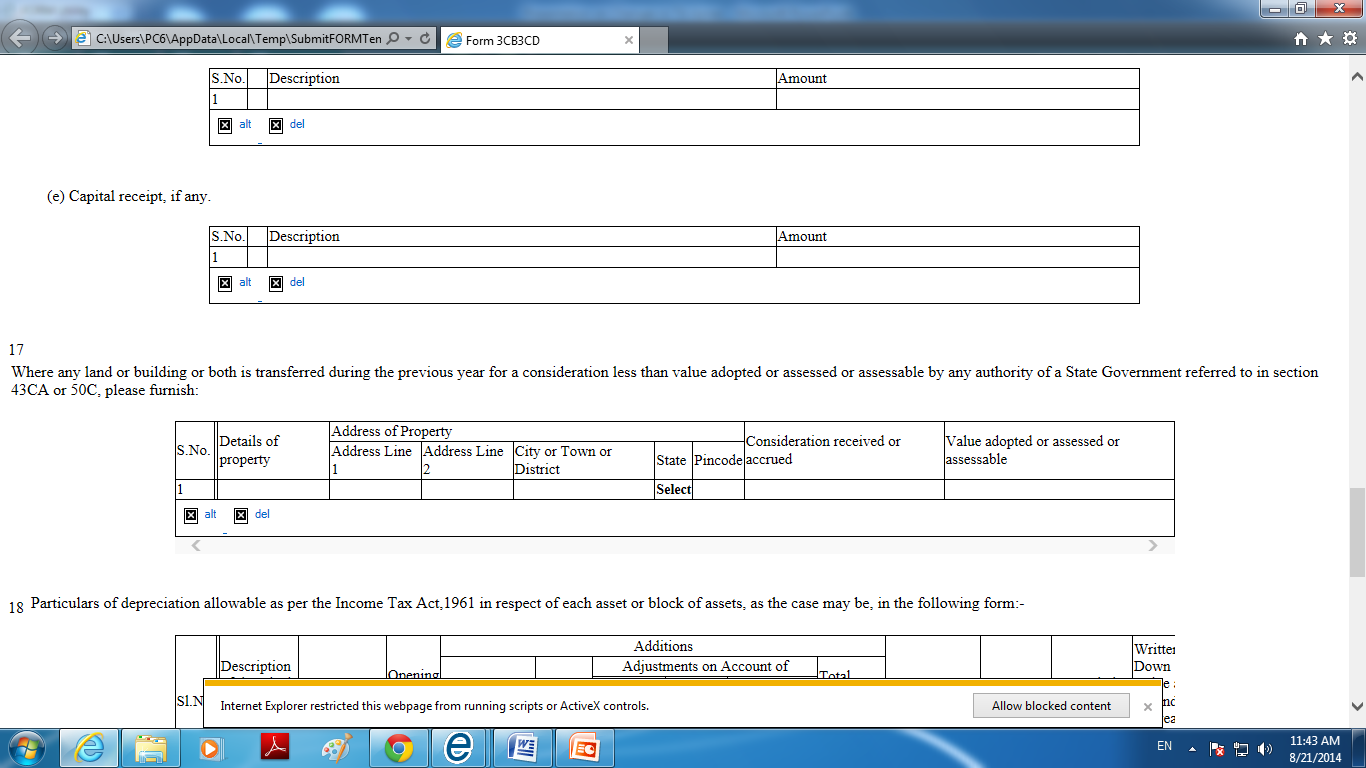 C:\Users\PC6\AppData\Local\Temp\SubmitFORMTen
Form 3CB3CD
S.No. Description Amount
1
alt del
(e) Capital receipt, if any.
S.No. Description Amount
1
alt del
17
Where any land or building or both is transferred during the previous year for a consideration less than value adopted or assessed or assessable by any authority of a State Government referred to in section
43CA or 50C, please furnish:
S.No. Details of property Address of Property Consideration received or accrued Value adopted or assessed or assessable
Address Line 1 Address Line 2 City or Town or District State Pincode
1 Select
alt del
18 Particulars of depreciation allowable as per the Income Tax Act,1961 in respect of each asset or block of assets, as the case may be, in the following form:-
Additions
Description Opening Adjustments on Account of Total Down
Sl.N
Internet Explorer restricted this webpage from running scripts or ActiveX controls.
Allow blocked content
EN
11:43 AM
8/21/2014